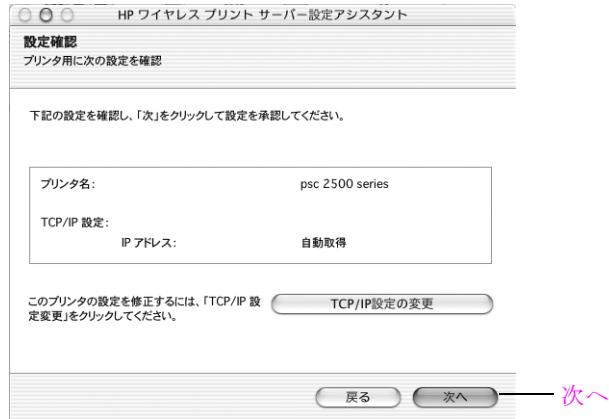 HP ワイヤレス プリント サーバー設定アシスタント
設定確認
プリンタ用に次の設定を確認
下記の設定を確認し、「次」をクリックして設定を承認してください。
プリンタ名: psc 2500 series
TCP/IP 設定:
IP アドレス: 自動取得
このプリンタの設定を修正するには、「TCP/IP 設
定変更」をクリックしてください。
TCP/IP設定の変更
戻る 次へ 次へ